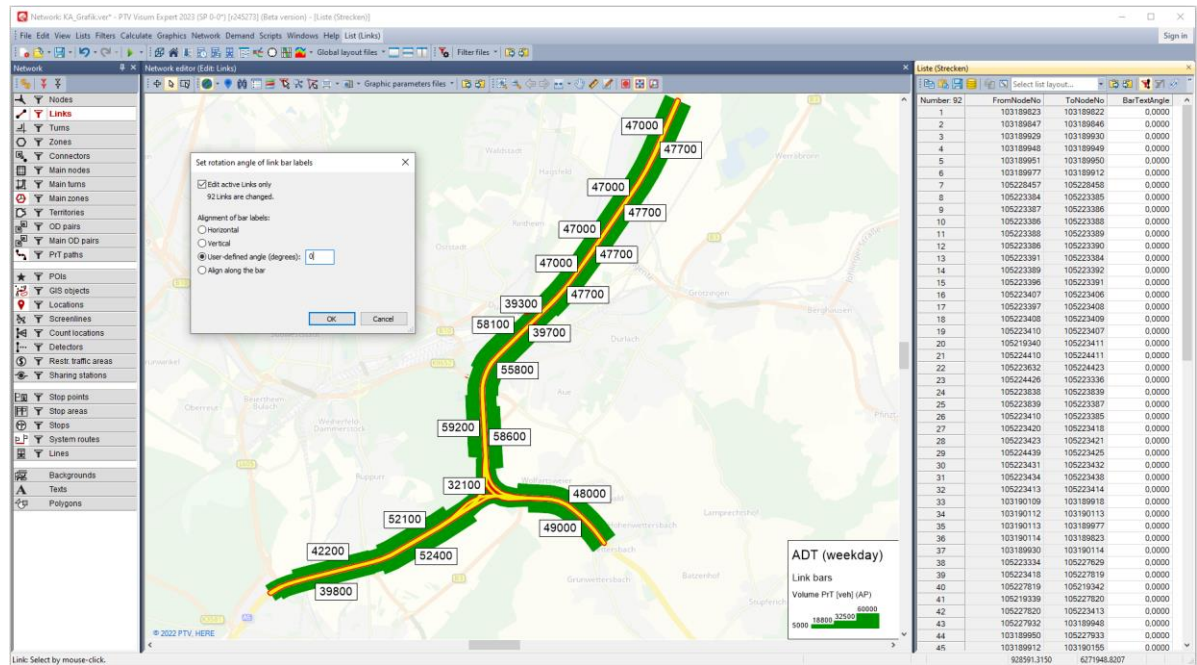 Network: KA_Grafik.ver* - PTV Visum Expert 2023 (SP 0-0*) [r245273] (Beta version) - [Liste (Strecken)]
File Edit View Lists Filters Calculate Graphics Network Demand Scripts Windows Help List (Links)
Sign in
Global layout files
Filter files
Network
Nodes
Links
Turns
Zones
Connectors
Main nodes
Main turns
Main zones
Territories
OD pairs
Main OD pairs
PrT paths
POIs
GIS objects
Locations
Screenlines
Count locations
Detectors
Restr. traffic areas
Sharing stations
Stop points
Stop areas
Stops
System routes
Lines
Backgrounds
Texts
Polygons
Network editor (Edit: Links)
Graphic parameters files
Set rotation angle of link bar labels
Edit active Links only
92 Links are changed.
Alignment of bar labels:
Horizontal
Vertical
User-defined angle (degrees): 0
Align along the bar
OK Cancel
47000
47700
47000
47700
47000
47700
47000
47700
39300
58100
39700
55800
59200
58600
32100
48000
52100
49000
52400
42200
39800
Waldstadt
Hagsfeld
Rintheim
Grötzingen
Berghausen
Durlach
Aue
Oberreut
Beiertheim
Bulach
Weiherfeld
Dammerstock
Rüppurr
Wolfartsweier
Grünwettersbach
Batzenhof
Stupferich
ADT (weekday)
Link bars
Volume PrT [veh] (AP)
5000 18800 32500 60000
© 2022 PTV, HERE
Liste (Strecken)
Select list layout...
Number: 92 FromNodeNo ToNodeNo BarTextAngle
1 103189823 103189822 0,0000
2 103189847 103189846 0,0000
3 103189929 103189930 0,0000
4 103189948 103189949 0,0000
5 103189951 103189950 0,0000
6 103189977 103189912 0,0000
7 105228457 105228458 0,0000
8 105223384 105223385 0,0000
9 105223387 105223386 0,0000
10 105223386 105223388 0,0000
11 105223388 105223389 0,0000
12 105223386 105223390 0,0000
13 105223391 105223384 0,0000
14 105223389 105223392 0,0000
15 105223396 105223391 0,0000
16 105223407 105223406 0,0000
17 105223397 105223408 0,0000
18 105223408 105223409 0,0000
19 105223410 105223407 0,0000
20 105219340 105223411 0,0000
21 105224410 105224411 0,0000
22 105223632 105224423 0,0000
23 105224426 105223336 0,0000
24 105223838 105223839 0,0000
25 105223839 105223387 0,0000
26 105223410 105223385 0,0000
27 105223420 105223418 0,0000
28 105223423 105223421 0,0000
29 105224439 105223425 0,0000
30 105223431 105223432 0,0000
31 105223434 105223438 0,0000
32 105223413 105223414 0,0000
33 103190109 103189918 0,0000
34 103190112 103190113 0,0000
35 103190113 103189977 0,0000
36 103190114 103189823 0,0000
37 103189930 103190114 0,0000
38 105223334 105227629 0,0000
39 105223418 105227819 0,0000
40 105227819 105219342 0,0000
41 105219339 105227820 0,0000
42 105227820 105223413 0,0000
43 105227932 103189948 0,0000
44 103189950 105227933 0,0000
45 103189912 103190155 0,0000
Link: Select by mouse-click.
928591.3150 6271948.8207